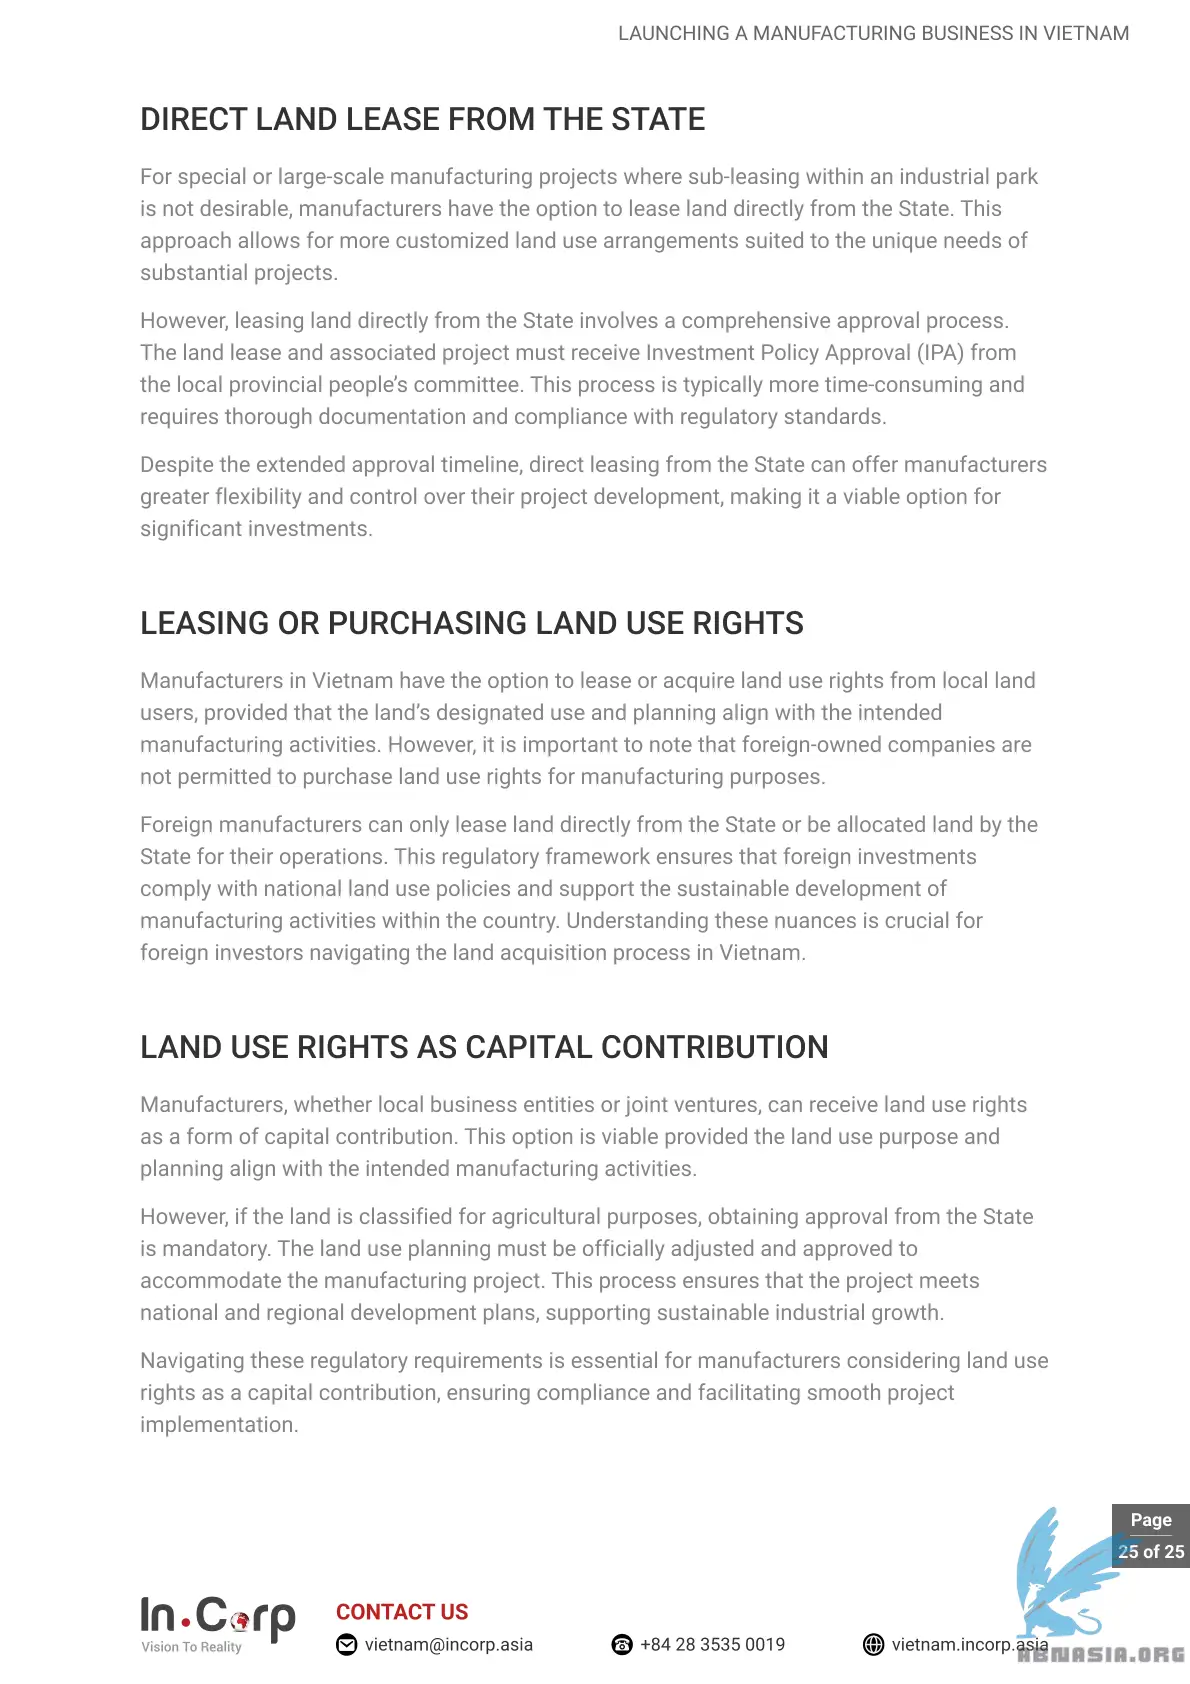 LAUNCHING A MANUFACTURING BUSINESS IN VIETNAM
DIRECT LAND LEASE FROM THE STATE
For special or large-scale manufacturing projects where sub-leasing within an industrial park
is not desirable, manufacturers have the option to lease land directly from the State. This
approach allows for more customized land use arrangements suited to the unique needs of
substantial projects.
However, leasing land directly from the State involves a comprehensive approval process.
The land lease and associated project must receive Investment Policy Approval (IPA) from
the local provincial people’s committee. This process is typically more time-consuming and
requires thorough documentation and compliance with regulatory standards.
Despite the extended approval timeline, direct leasing from the State can offer manufacturers
greater flexibility and control over their project development, making it a viable option for
significant investments.
LEASING OR PURCHASING LAND USE RIGHTS
Manufacturers in Vietnam have the option to lease or acquire land use rights from local land
users, provided that the land’s designated use and planning align with the intended
manufacturing activities. However, it is important to note that foreign-owned companies are
not permitted to purchase land use rights for manufacturing purposes.
Foreign manufacturers can only lease land directly from the State or be allocated land by the
State for their operations. This regulatory framework ensures that foreign investments
comply with national land use policies and support the sustainable development of
manufacturing activities within the country. Understanding these nuances is crucial for
foreign investors navigating the land acquisition process in Vietnam.
LAND USE RIGHTS AS CAPITAL CONTRIBUTION
Manufacturers, whether local business entities or joint ventures, can receive land use rights
as a form of capital contribution. This option is viable provided the land use purpose and
planning align with the intended manufacturing activities.
However, if the land is classified for agricultural purposes, obtaining approval from the State
is mandatory. The land use planning must be officially adjusted and approved to
accommodate the manufacturing project. This process ensures that the project meets
national and regional development plans, supporting sustainable industrial growth.
Navigating these regulatory requirements is essential for manufacturers considering land use
rights as a capital contribution, ensuring compliance and facilitating smooth project
implementation.
Page
25 of 25
In.Corp
Vision To Reality
CONTACT US
vietnam@incorp.asia
+84 28 3535 0019
vietnam.incorp.asia
ABNASIA.ORG